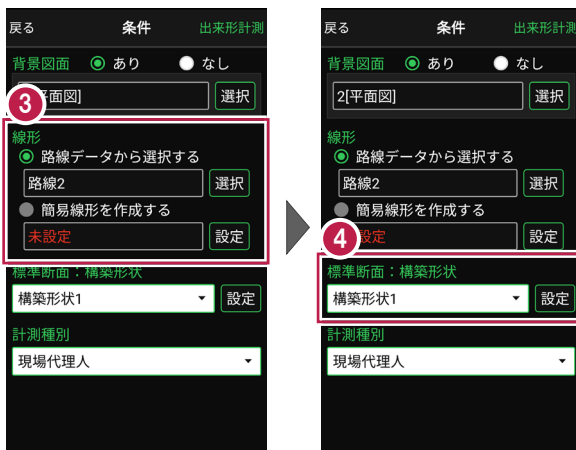 戻る 条件 出来形計測
背景図面 あり なし
3 面図] 選択
線形
路線データから選択する
路線2 選択
簡易線形を作成する
未設定 設定
標準断面：構築形状
構築形状1 設定
計測種別
現場代理人
戻る 条件 出来形計測
背景図面 あり なし
2[平面図] 選択
線形
路線データから選択する
路線2 選択
簡易線形を作成する
4 設定 設定
標準断面：構築形状
構築形状1 設定
計測種別
現場代理人